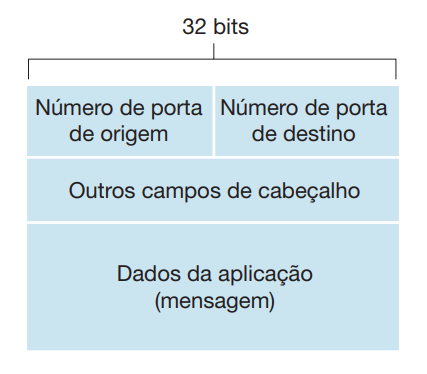 32 bits
Número de porta
de origem
Número de porta
de destino
Outros campos de cabeçalho
Dados da aplicação
(mensagem)